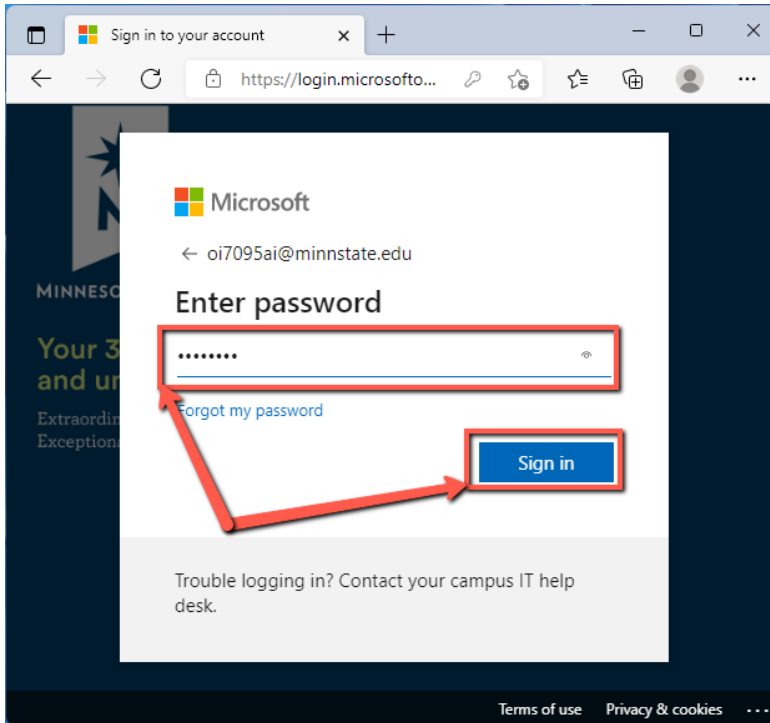 Sign in to your account
https://login.microsofto...
Microsoft
oi7095ai@minnstate.edu
MINNESO
Enter password
••••••••
Your 3
and un
Forgot my password
Extraordin
Exceptiona
Sign in
Trouble logging in? Contact your campus IT help
desk.
Terms of use Privacy & cookies ...